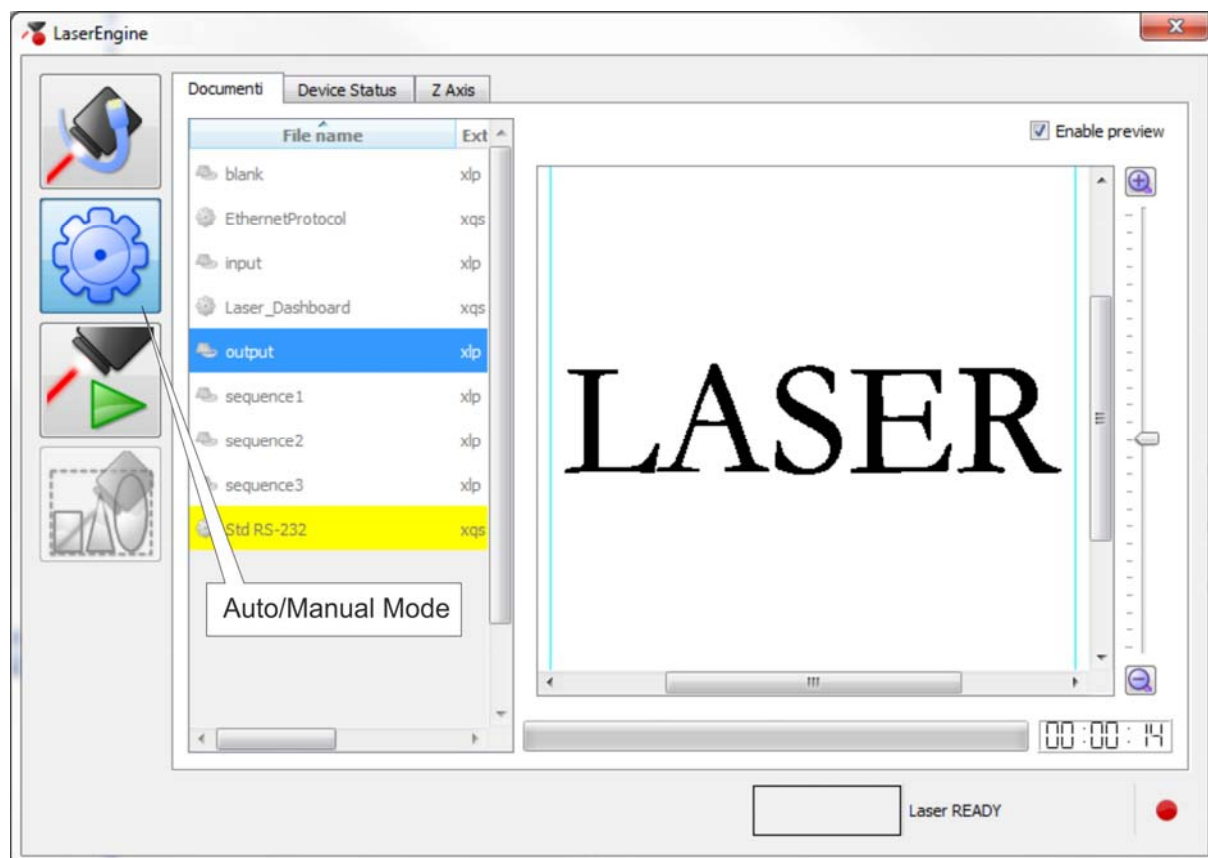 LaserEngine
Documenti Device Status Z Axis
File name Ext
Enable preview
blank xlp
EthernetProtocol xqs
input xlp
Laser_Dashboard xqs
output xlp
sequence1 xlp
sequence2 xlp
sequence3 xlp
Std RS-232 xqs
LASER
Auto/Manual Mode
00:00:14
Laser READY